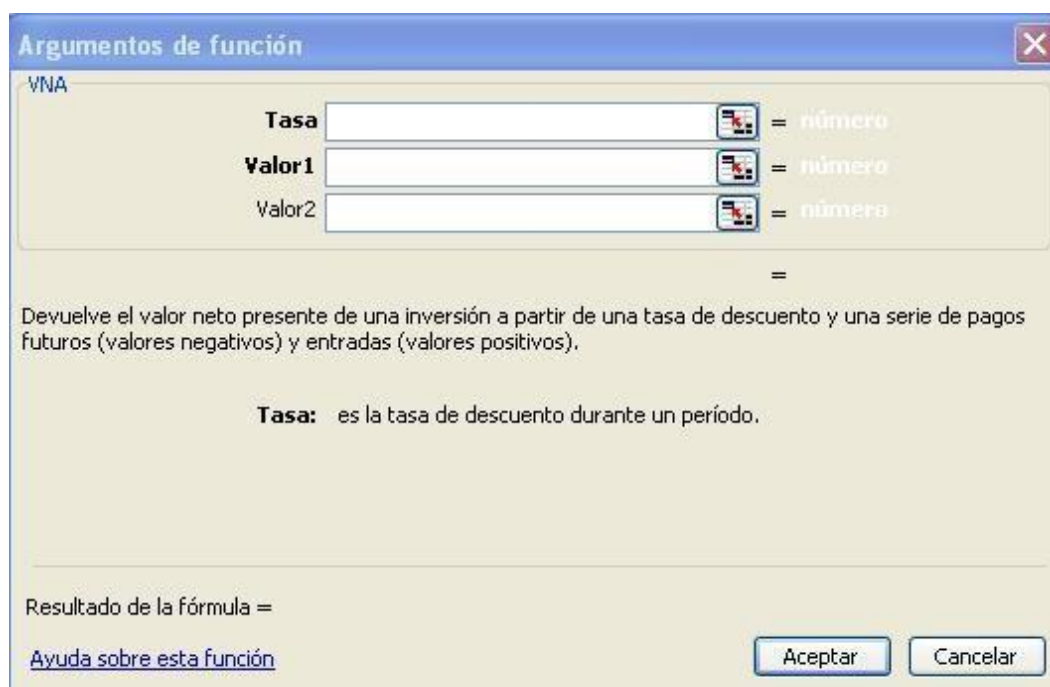 Argumentos de función
VNA
Tasa = número
Valor1 = número
Valor2 = número
=
Devuelve el valor neto presente de una inversión a partir de una tasa de descuento y una serie de pagos
futuros (valores negativos) y entradas (valores positivos).
Tasa: es la tasa de descuento durante un período.
Resultado de la fórmula =
Ayuda sobre esta función Aceptar Cancelar